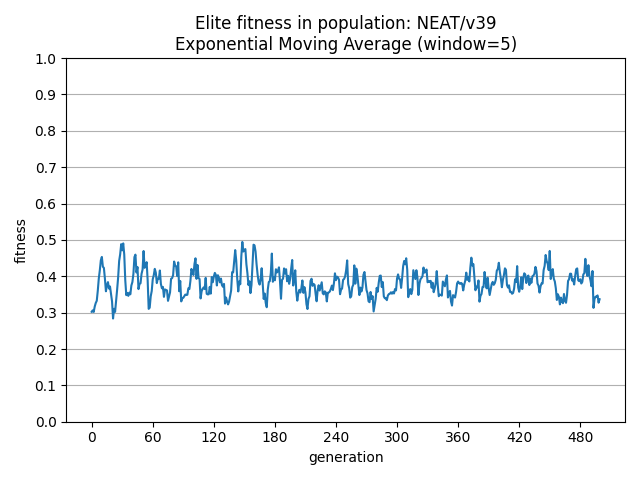 Elite fitness in population: NEAT/v39
Exponential Moving Average (window=5)
1.0
0.9
0.8
0.7
0.6
0.5
0.4
0.3
0.2
0.1
0.0
fitness
0 60 120 180 240 300 360 420 480
generation